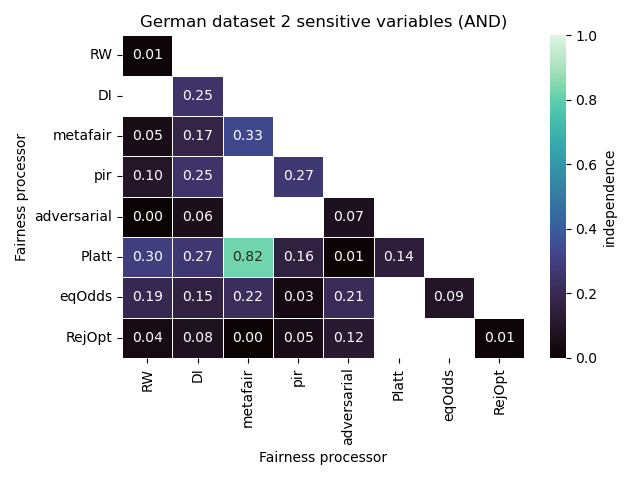 German dataset 2 sensitive variables (AND)
RW 0.01
DI 0.25
metafair 0.05 0.17 0.33
pir 0.10 0.25 0.27
adversarial 0.00 0.06 0.07
Platt 0.30 0.27 0.82 0.16 0.01 0.14
eqOdds 0.19 0.15 0.22 0.03 0.21 0.09
RejOpt 0.04 0.08 0.00 0.05 0.12 0.01
RW DI metafair pir adversarial Platt eqOdds RejOpt
Fairness processor
Fairness processor
1.0
0.8
0.6
0.4
0.2
0.0
independence